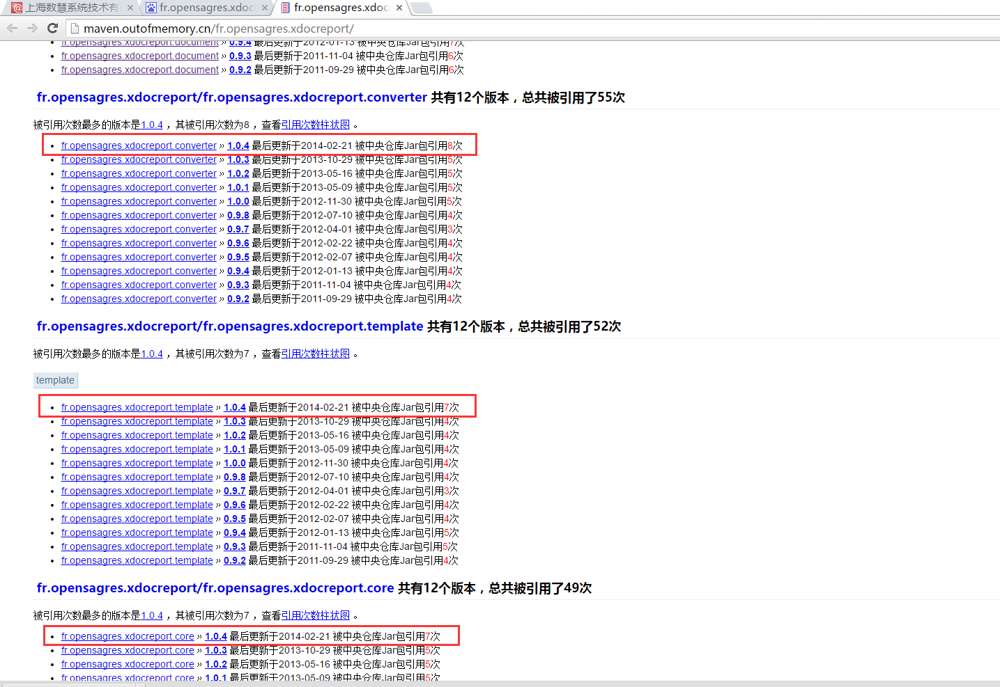 上海数慧系统技术有
fr.opensagres.xdoc
fr.opensagres.xdoc
maven.outofmemory.cn/fr.opensagres.xdocreport/
fr.opensagres.xdocreport.document » 0.9.4 最后更新于2012-01-13 被中央仓库Jar包引用7次
fr.opensagres.xdocreport.document » 0.9.3 最后更新于2011-11-04 被中央仓库Jar包引用6次
fr.opensagres.xdocreport.document » 0.9.2 最后更新于2011-09-29 被中央仓库Jar包引用6次
fr.opensagres.xdocreport/fr.opensagres.xdocreport.converter 共有12个版本，总共被引用了55次
被引用次数最多的版本是1.0.4 ，其被引用次数为8 ，查看引用次数柱状图 。
fr.opensagres.xdocreport.converter » 1.0.4 最后更新于2014-02-21 被中央仓库Jar包引用8次
fr.opensagres.xdocreport.converter » 1.0.3 最后更新于2013-10-29 被中央仓库Jar包引用5次
fr.opensagres.xdocreport.converter » 1.0.2 最后更新于2013-05-16 被中央仓库Jar包引用5次
fr.opensagres.xdocreport.converter » 1.0.1 最后更新于2013-05-09 被中央仓库Jar包引用5次
fr.opensagres.xdocreport.converter » 1.0.0 最后更新于2012-11-30 被中央仓库Jar包引用5次
fr.opensagres.xdocreport.converter » 0.9.8 最后更新于2012-07-10 被中央仓库Jar包引用4次
fr.opensagres.xdocreport.converter » 0.9.7 最后更新于2012-04-01 被中央仓库Jar包引用3次
fr.opensagres.xdocreport.converter » 0.9.6 最后更新于2012-02-22 被中央仓库Jar包引用4次
fr.opensagres.xdocreport.converter » 0.9.5 最后更新于2012-02-07 被中央仓库Jar包引用4次
fr.opensagres.xdocreport.converter » 0.9.4 最后更新于2012-01-13 被中央仓库Jar包引用4次
fr.opensagres.xdocreport.converter » 0.9.3 最后更新于2011-11-04 被中央仓库Jar包引用4次
fr.opensagres.xdocreport.converter » 0.9.2 最后更新于2011-09-29 被中央仓库Jar包引用4次
fr.opensagres.xdocreport/fr.opensagres.xdocreport.template 共有12个版本，总共被引用了52次
被引用次数最多的版本是1.0.4 ，其被引用次数为7 ，查看引用次数柱状图 。
template
fr.opensagres.xdocreport.template » 1.0.4 最后更新于2014-02-21 被中央仓库Jar包引用7次
fr.opensagres.xdocreport.template » 1.0.3 最后更新于2013-10-29 被中央仓库Jar包引用4次
fr.opensagres.xdocreport.template » 1.0.2 最后更新于2013-05-16 被中央仓库Jar包引用4次
fr.opensagres.xdocreport.template » 1.0.1 最后更新于2013-05-09 被中央仓库Jar包引用4次
fr.opensagres.xdocreport.template » 1.0.0 最后更新于2012-11-30 被中央仓库Jar包引用4次
fr.opensagres.xdocreport.template » 0.9.8 最后更新于2012-07-10 被中央仓库Jar包引用4次
fr.opensagres.xdocreport.template » 0.9.7 最后更新于2012-04-01 被中央仓库Jar包引用3次
fr.opensagres.xdocreport.template » 0.9.6 最后更新于2012-02-22 被中央仓库Jar包引用4次
fr.opensagres.xdocreport.template » 0.9.5 最后更新于2012-02-07 被中央仓库Jar包引用4次
fr.opensagres.xdocreport.template » 0.9.4 最后更新于2012-01-13 被中央仓库Jar包引用5次
fr.opensagres.xdocreport.template » 0.9.3 最后更新于2011-11-04 被中央仓库Jar包引用5次
fr.opensagres.xdocreport.template » 0.9.2 最后更新于2011-09-29 被中央仓库Jar包引用4次
fr.opensagres.xdocreport/fr.opensagres.xdocreport.core 共有12个版本，总共被引用了49次
被引用次数最多的版本是1.0.4 ，其被引用次数为7 ，查看引用次数柱状图 。
fr.opensagres.xdocreport.core » 1.0.4 最后更新于2014-02-21 被中央仓库Jar包引用7次
fr.opensagres.xdocreport.core » 1.0.3 最后更新于2013-10-29 被中央仓库Jar包引用5次
fr.opensagres.xdocreport.core » 1.0.2 最后更新于2013-05-16 被中央仓库Jar包引用5次
fr.opensagres.xdocreport.core » 1.0.1 最后更新于2013-05-09 被中央仓库Jar包引用5次